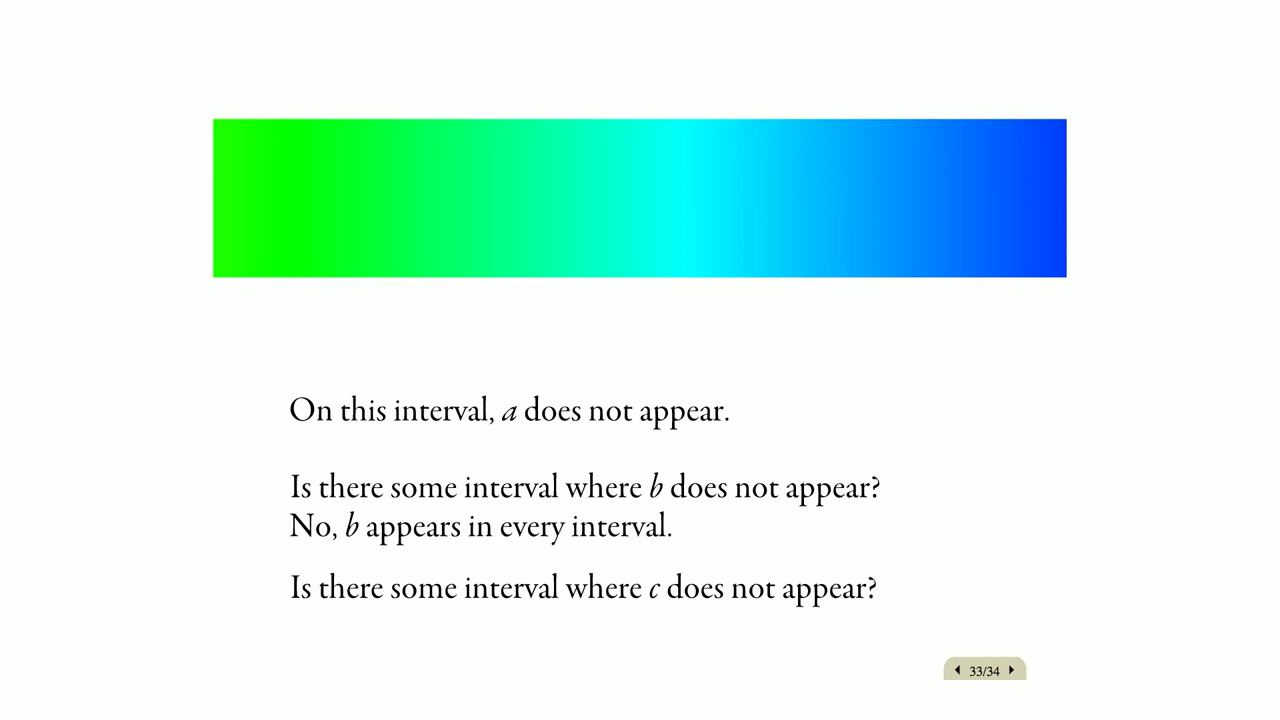 On this interval, a does not appear.
Is there some interval where b does not appear?
No, b appears in every interval.
Is there some interval where c does not appear?
33/34